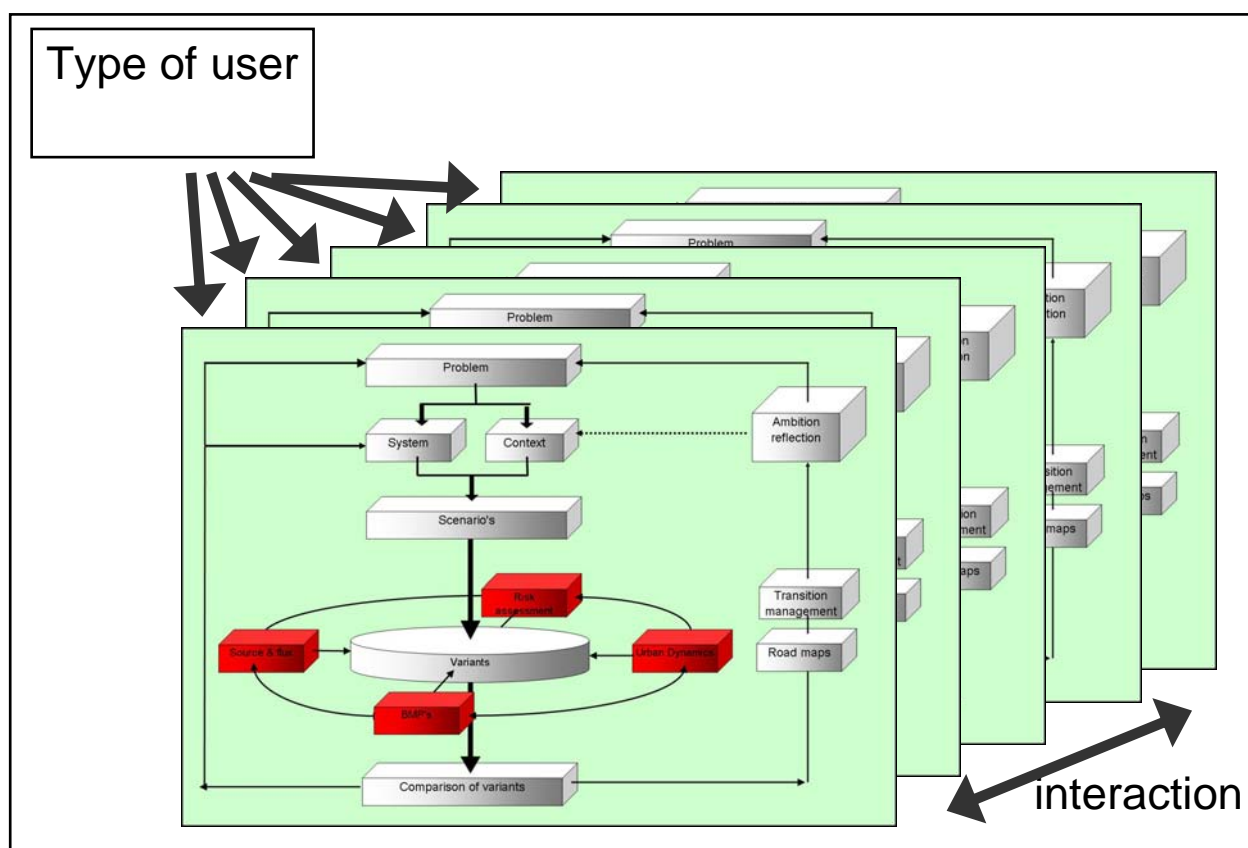 Type of user
Problem
Problem
Problem
System
Context
Ambition
reflection
Scenario's
Risk
assessment
Transition
management
Source & flux
Variants
Urban Dynamics
Road maps
BMP's
Comparison of variants
maps
interaction